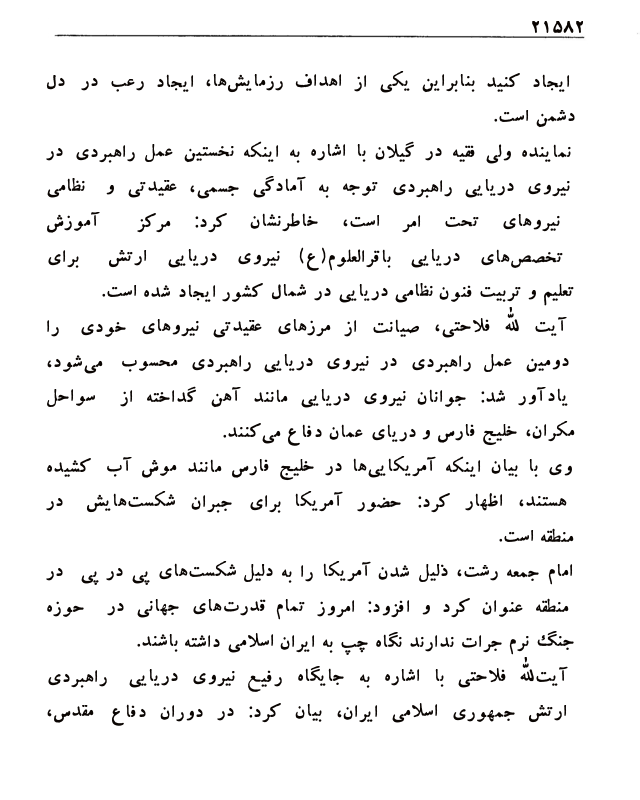 ۲۱۵۸۲
ایجاد کنید بنابراین یکی از اهداف رزمایش‌ها، ایجاد رعب در دل
دشمن است.
نماینده ولی فقیه در گیلان با اشاره به اینکه نخستین عمل راهبردی در
نیروی دریایی راهبردی توجه به آمادگی جسمی، عقیدتی و نظامی
نیروهای تحت امر است، خاطرنشان کرد: مرکز آموزش
تخصص‌های دریایی باقرالعلوم(ع) نیروی دریایی ارتش برای
تعلیم و تربیت فنون نظامی دریایی در شمال کشور ایجاد شده است.
آیت لله فلاحتی، صیانت از مرزهای عقیدتی نیروهای خودی را
دومین عمل راهبردی در نیروی دریایی راهبردی محسوب می‌شود،
یادآور شد: جوانان نیروی دریایی مانند آهن گداخته از سواحل
مکران، خلیج فارس و دریای عمان دفاع می‌کنند.
وی با بیان اینکه آمریکایی‌ها در خلیج فارس مانند موش آب کشیده
هستند، اظهار کرد: حضور آمریکا برای جبران شکست‌هایش در
منطقه است.
امام جمعه رشت، ذلیل شدن آمریکا را به دلیل شکست‌های پی در پی در
منطقه عنوان کرد و افزود: امروز تمام قدرت‌های جهانی در حوزه
جنگ نرم جرات ندارند نگاه چپ به ایران اسلامی داشته باشند.
آیت‌لله فلاحتی با اشاره به جایگاه رفیع نیروی دریایی راهبردی
ارتش جمهوری اسلامی ایران، بیان کرد: در دوران دفاع مقدس،